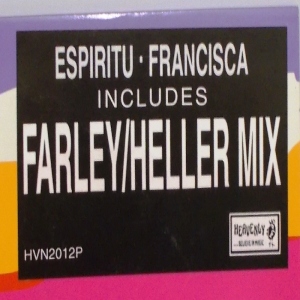 ESPIRITU · FRANCISCA
INCLUDES
FARLEY/HELLER MIX
HEAVENLY
HVN2012P